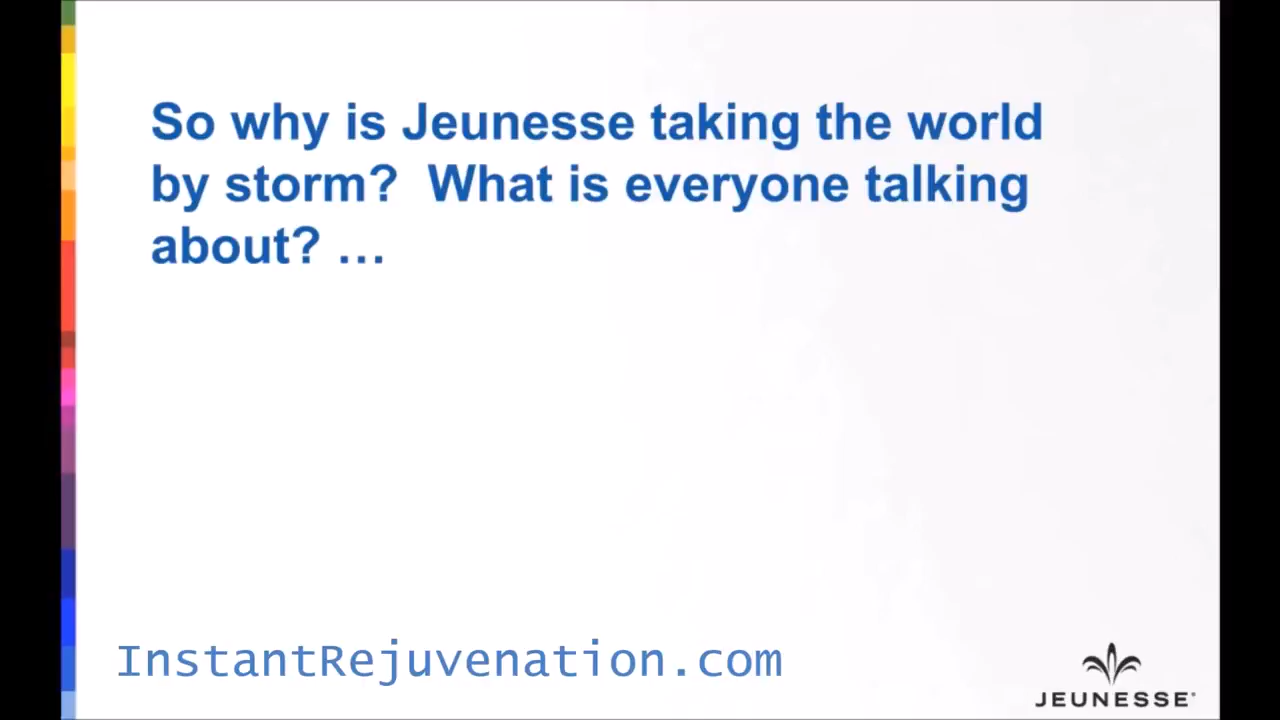 So why is Jeunesse taking the world
by storm?  What is everyone talking
about? …
InstantRejuvenation.com
JEUNESSE®